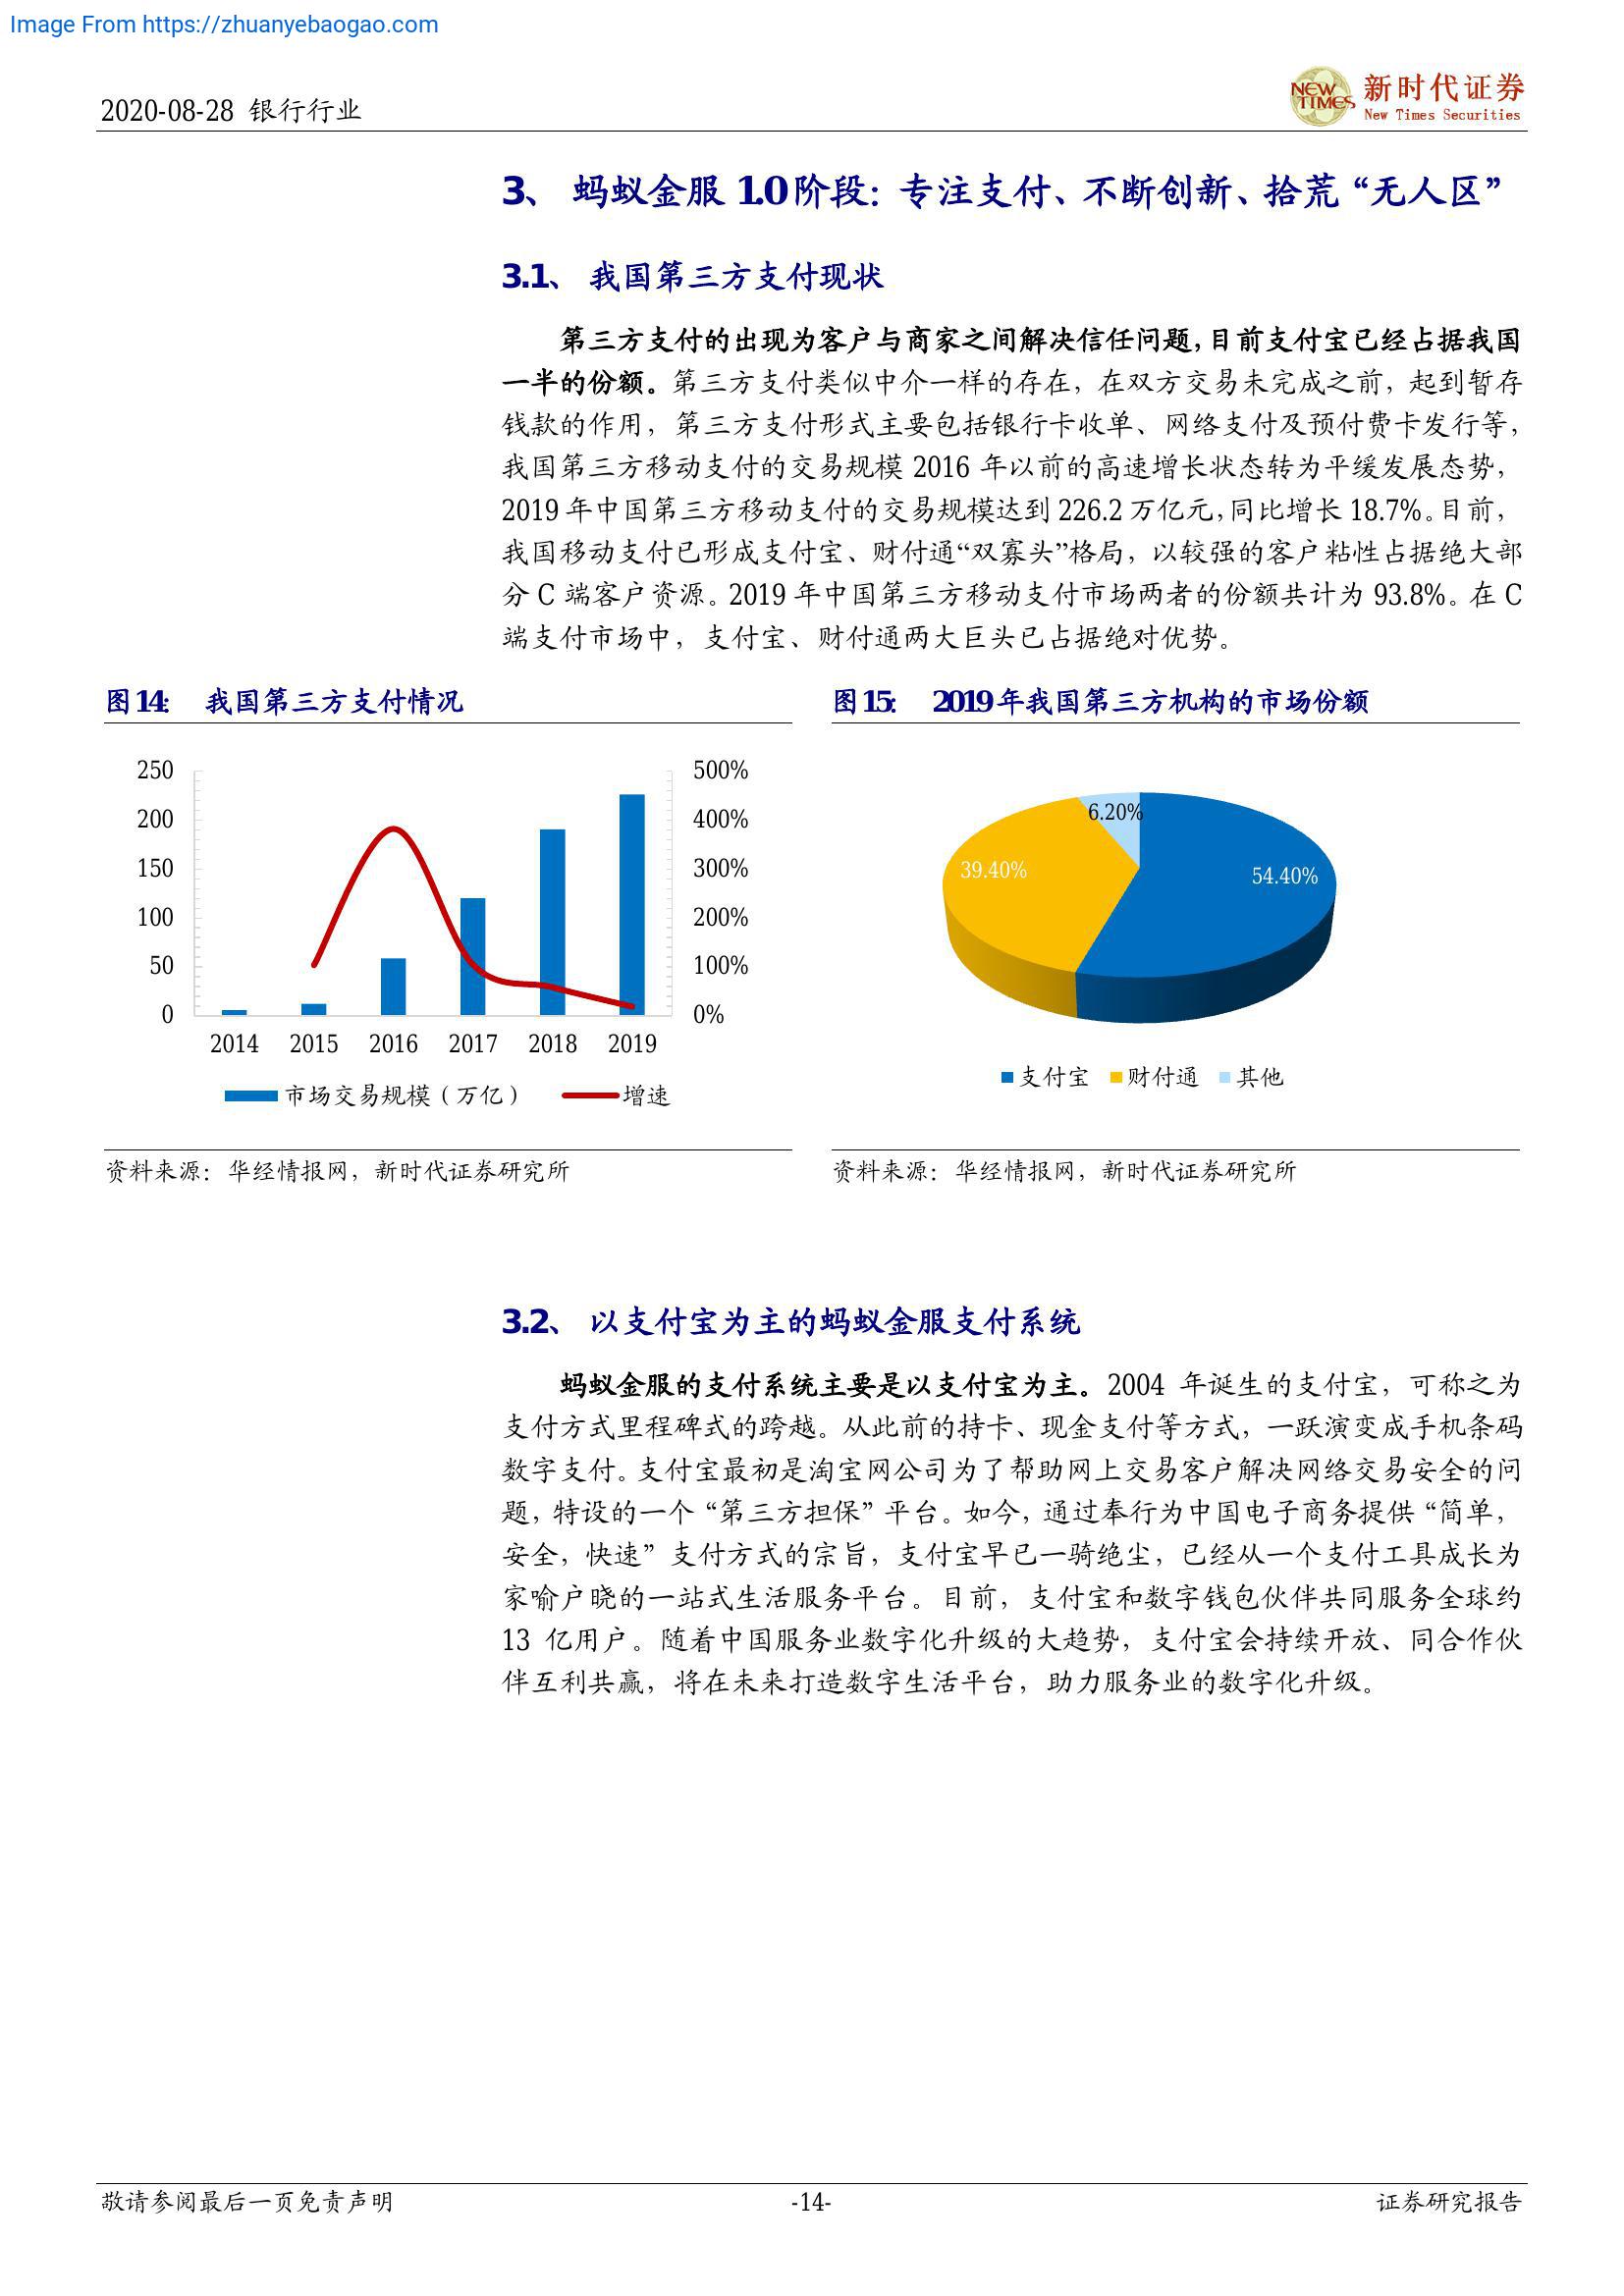 Image From https://zhuanyebaogao.com
2020-08-28 银行行业
NEW TIMES
新时代证券
New Times Securities
3、 蚂蚁金服 1.0 阶段：专注支付、不断创新、拾荒“无人区”
3.1、 我国第三方支付现状
第三方支付的出现为客户与商家之间解决信任问题，目前支付宝已经占据我国
一半的份额。第三方支付类似中介一样的存在，在双方交易未完成之前，起到暂存
钱款的作用，第三方支付形式主要包括银行卡收单、网络支付及预付费卡发行等，
我国第三方移动支付的交易规模 2016 年以前的高速增长状态转为平缓发展态势，
2019 年中国第三方移动支付的交易规模达到 226.2 万亿元，同比增长 18.7%。目前，
我国移动支付已形成支付宝、财付通“双寡头”格局，以较强的客户粘性占据绝大部
分 C 端客户资源。2019 年中国第三方移动支付市场两者的份额共计为 93.8%。在 C
端支付市场中，支付宝、财付通两大巨头已占据绝对优势。
图 14： 我国第三方支付情况
250
200
150
100
50
0
500%
400%
300%
200%
100%
0%
2014 2015 2016 2017 2018 2019
市场交易规模（万亿） 增速
资料来源：华经情报网，新时代证券研究所
图 15： 2019 年我国第三方机构的市场份额
6.20%
39.40%
54.40%
支付宝 财付通 其他
资料来源：华经情报网，新时代证券研究所
3.2、 以支付宝为主的蚂蚁金服支付系统
蚂蚁金服的支付系统主要是以支付宝为主。2004 年诞生的支付宝，可称之为
支付方式里程碑式的跨越。从此前的持卡、现金支付等方式，一跃演变成手机条码
数字支付。支付宝最初是淘宝网公司为了帮助网上交易客户解决网络交易安全的问
题，特设的一个“第三方担保”平台。如今，通过奉行为中国电子商务提供“简单，
安全，快速”支付方式的宗旨，支付宝早已一骑绝尘，已经从一个支付工具成长为
家喻户晓的一站式生活服务平台。目前，支付宝和数字钱包伙伴共同服务全球约
13 亿用户。随着中国服务业数字化升级的大趋势，支付宝会持续开放、同合作伙
伴互利共赢，将在未来打造数字生活平台，助力服务业的数字化升级。
敬请参阅最后一页免责声明
-14-
证券研究报告